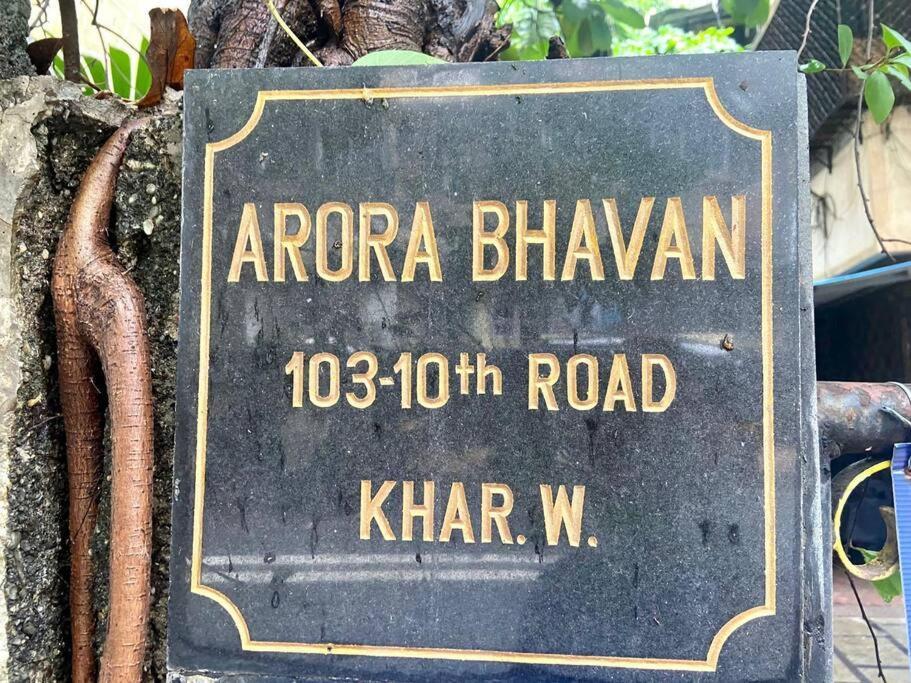 ARORA BHAVAN
103-10th ROAD
KHAR. W.